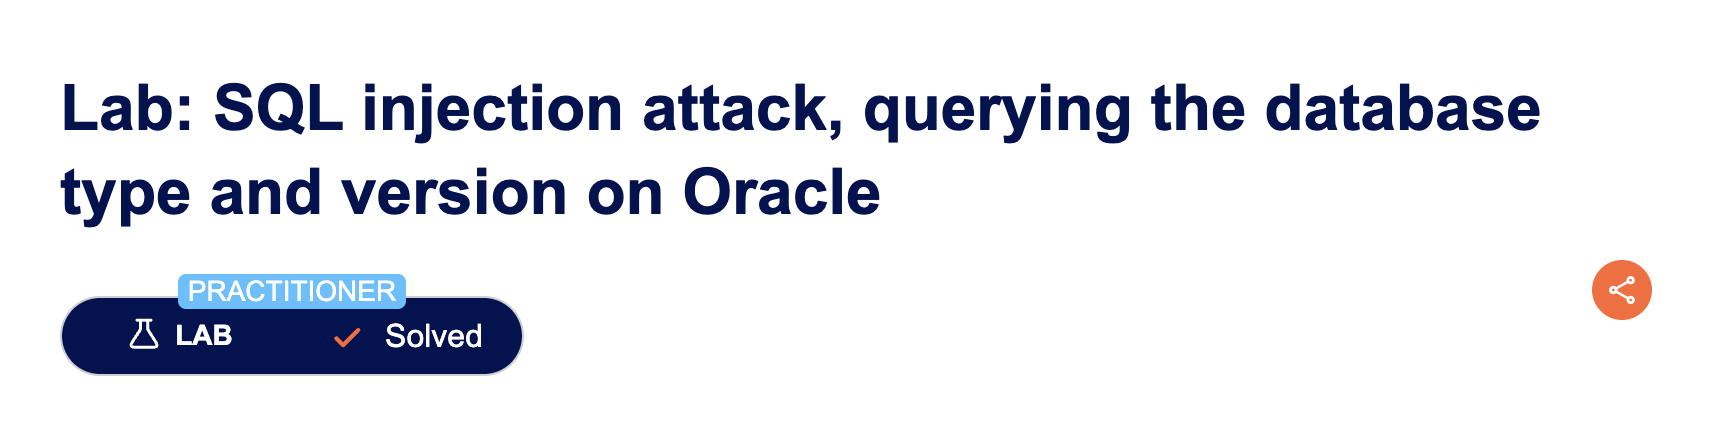 Lab: SQL injection attack, querying the database
type and version on Oracle
PRACTITIONER
LAB Solved